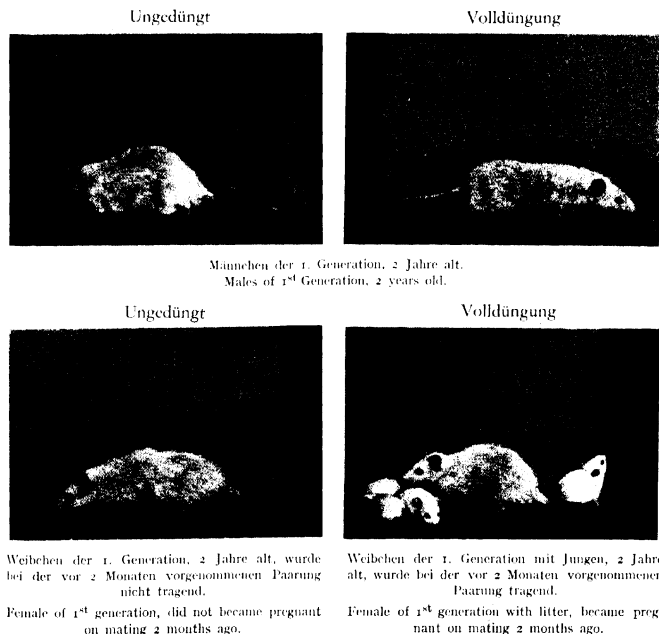 Ungedüngt
Volldüngung
Männchen der 1. Generation, 2 Jahre alt.
Males of 1st Generation, 2 years old.
Ungedüngt
Volldüngung
Weibchen der 1. Generation, 2 Jahre alt, wurde
bei der vor 2 Monaten vorgenommenen Paarung
nicht tragend.
Female of 1st generation, did not became pregnant
on mating 2 months ago.
Weibchen der 1. Generation mit Jungen, 2 Jahre
alt, wurde bei der vor 2 Monaten vorgenommenen
Paarung tragend.
Female of 1st generation with litter, became preg
nant on mating 2 months ago.